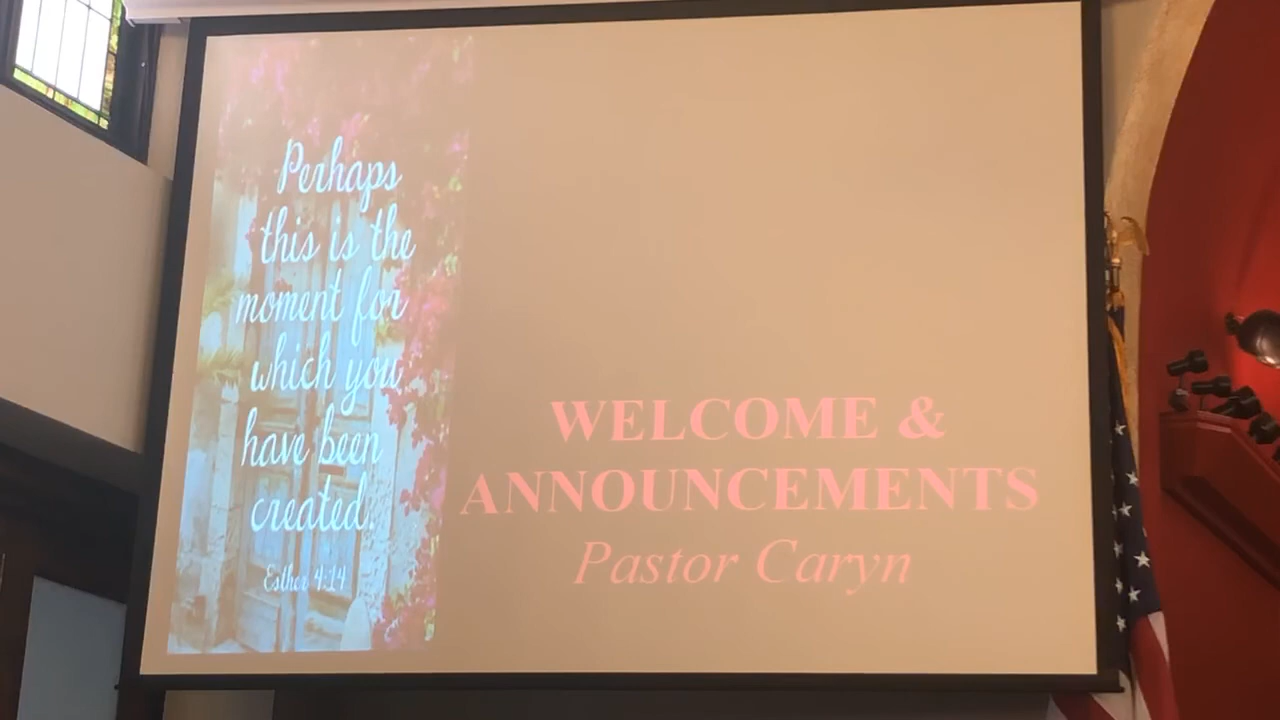 Perhaps
this is the
moment for
which you
have been
created.
Esther 4:14
WELCOME &
ANNOUNCEMENTS
Pastor Caryn